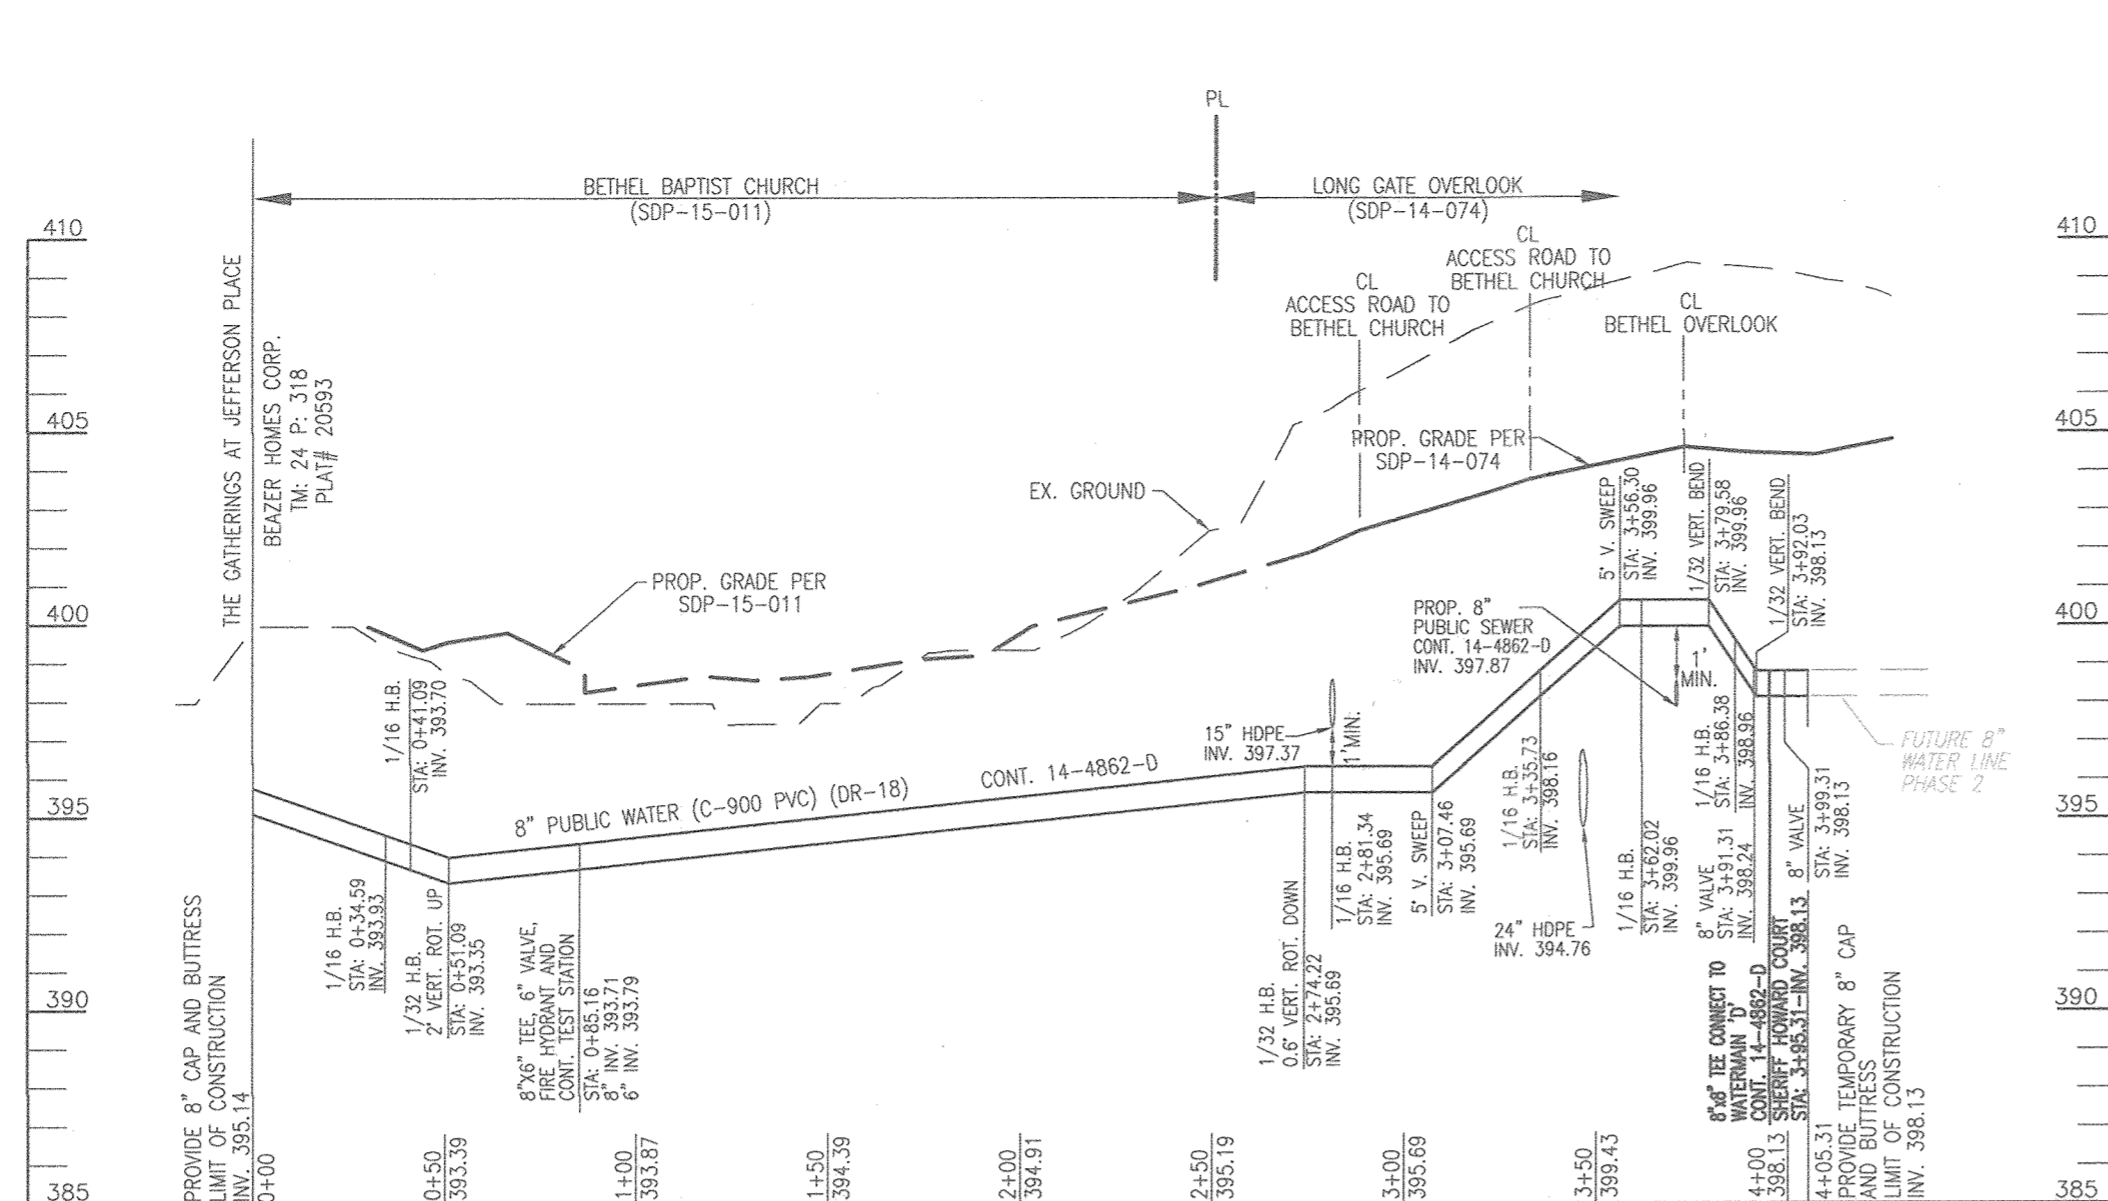 PL
BETHEL BAPTIST CHURCH
(SDP-15-011)
LONG GATE OVERLOOK
(SDP-14-074)
410
405
400
395
390
385
410
405
400
395
390
385
THE GATHERINGS AT JEFFERSON PLACE
BEAZER HOMES CORP.
TM: 24 P: 318
PLAT# 20593
CL
ACCESS ROAD TO
BETHEL CHURCH
CL
ACCESS ROAD TO
BETHEL CHURCH
CL
BETHEL OVERLOOK
EX. GROUND
PROP. GRADE PER
SDP-14-074
PROP. GRADE PER
SDP-15-011
1/16 H.B.
STA: 0+41.09
INV. 393.70
8" PUBLIC WATER (C-900 PVC) (DR-18)
CONT. 14-4862-D
15" HDPE
INV. 397.37
1' MIN.
PROP. 8"
PUBLIC SEWER
CONT. 14-4862-D
INV. 397.87
1'
MIN.
5' V. SWEEP
STA: 3+56.30
INV. 399.96
1/32 VERT. BEND
STA: 3+79.58
INV. 399.96
1/32 VERT. BEND
STA: 3+92.03
INV. 398.13
FUTURE 8"
WATER LINE
PHASE 2
1/16 H.B.
STA: 0+34.59
INV. 393.93
1/32 H.B.
2' VERT. ROT. UP
STA: 0+51.09
INV. 393.35
8"X6" TEE, 6" VALVE,
FIRE HYDRANT AND
CONT. TEST STATION
STA: 0+85.16
8" INV. 393.71
6" INV. 393.79
1/32 H.B.
0.6' VERT. ROT. DOWN
STA: 2+74.22
INV. 395.69
1/16 H.B.
STA: 2+81.34
INV. 395.69
5' V. SWEEP
STA: 3+07.46
INV. 395.69
1/16 H.B.
STA: 3+35.73
INV. 398.16
24" HDPE
INV. 394.76
1/16 H.B.
STA: 3+62.02
INV. 399.96
1/16 H.B.
STA: 3+86.38
INV. 398.96
8" VALVE
STA: 3+91.31
INV. 398.24
8" VALVE
STA: 3+99.31
INV. 398.13
8"x8" TEE CONNECT TO
WATERMAIN 'D'
CONT. 14-4862-D
SHERIFF HOWARD COURT
STA: 3+95.31-INV. 398.13
PROVIDE 8" CAP AND BUTTRESS
LIMIT OF CONSTRUCTION
INV. 395.14
0+00
0+50
393.39
1+00
393.87
1+50
394.39
2+00
394.91
2+50
395.19
3+00
395.69
3+50
399.43
4+00
398.13
4+05.31
PROVIDE TEMPORARY 8" CAP
AND BUTTRESS
LIMIT OF CONSTRUCTION
INV. 398.13